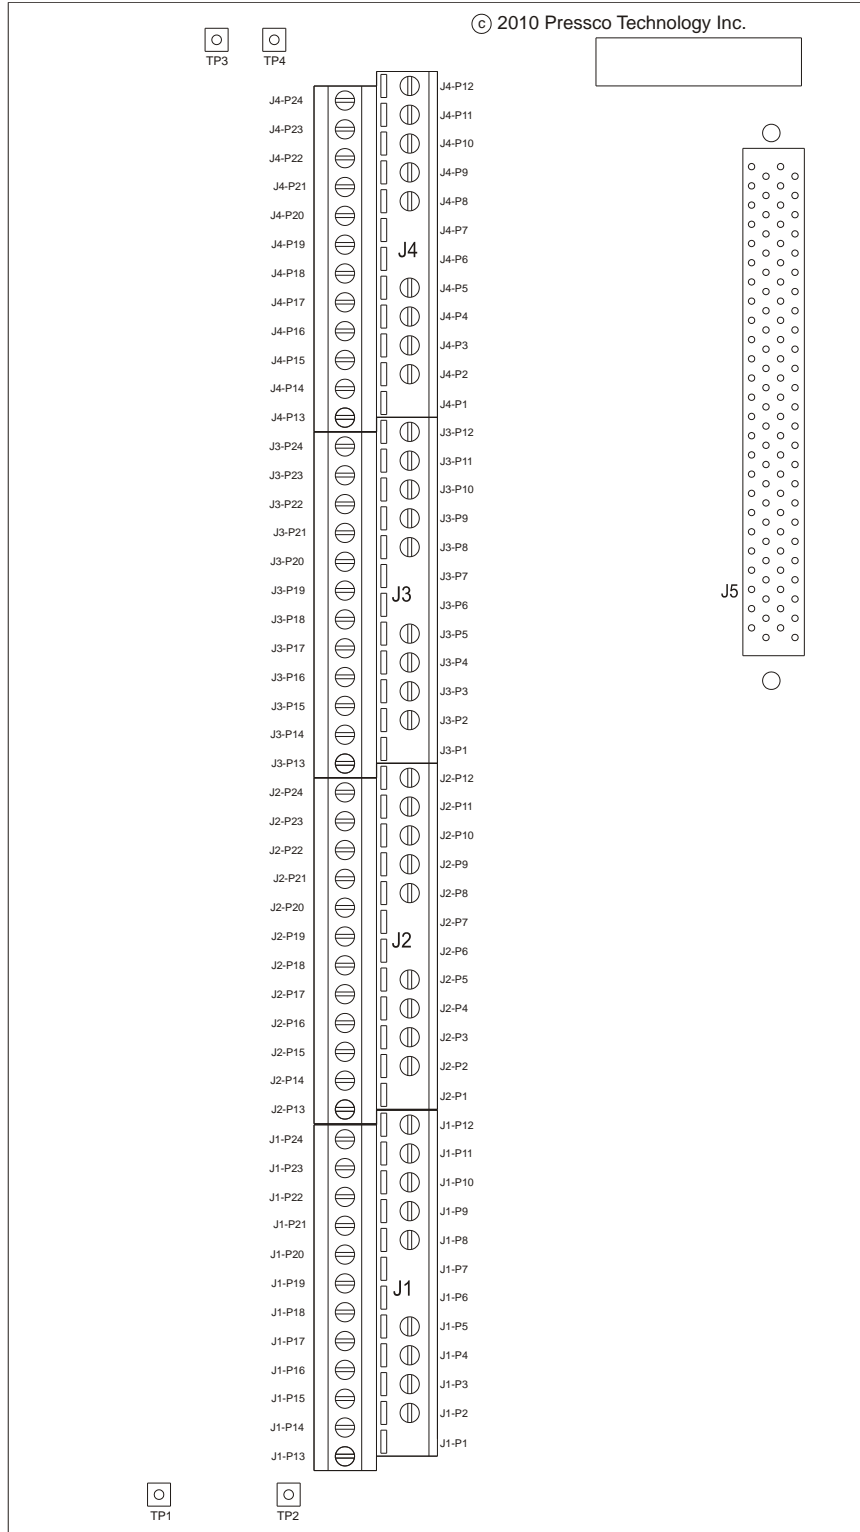 © 2010 Pressco Technology Inc.
TP3 TP4
J4-P24
J4-P23
J4-P22
J4-P21
J4-P20
J4-P19
J4-P18
J4-P17
J4-P16
J4-P15
J4-P14
J4-P13
J3-P24
J3-P23
J3-P22
J3-P21
J3-P20
J3-P19
J3-P18
J3-P17
J3-P16
J3-P15
J3-P14
J3-P13
J2-P24
J2-P23
J2-P22
J2-P21
J2-P20
J2-P19
J2-P18
J2-P17
J2-P16
J2-P15
J2-P14
J2-P13
J1-P24
J1-P23
J1-P22
J1-P21
J1-P20
J1-P19
J1-P18
J1-P17
J1-P16
J1-P15
J1-P14
J1-P13
J4
J3
J2
J1
J4-P12
J4-P11
J4-P10
J4-P9
J4-P8
J4-P7
J4-P6
J4-P5
J4-P4
J4-P3
J4-P2
J4-P1
J3-P12
J3-P11
J3-P10
J3-P9
J3-P8
J3-P7
J3-P6
J3-P5
J3-P4
J3-P3
J3-P2
J3-P1
J2-P12
J2-P11
J2-P10
J2-P9
J2-P8
J2-P7
J2-P6
J2-P5
J2-P4
J2-P3
J2-P2
J2-P1
J1-P12
J1-P11
J1-P10
J1-P9
J1-P8
J1-P7
J1-P6
J1-P5
J1-P4
J1-P3
J1-P2
J1-P1
J5
TP1 TP2